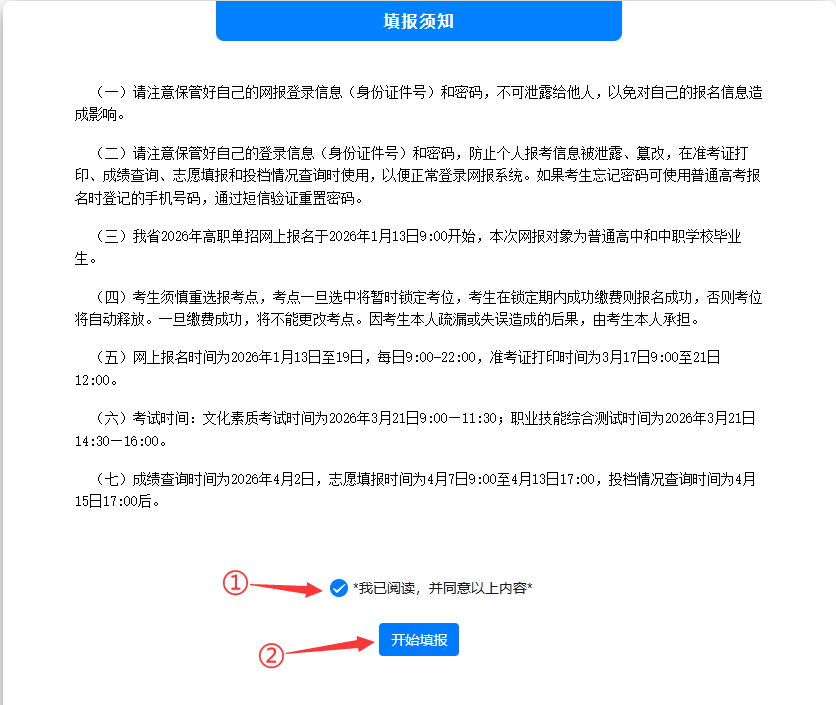 填报须知
（一）请注意保管好自己的网报登录信息（身份证件号）和密码，不可泄露给他人，以免对自己的报名信息造
成影响。
（二）请注意保管好自己的登录信息（身份证件号）和密码，防止个人报考信息被泄露、篡改，在准考证打
印、成绩查询、志愿填报和投档情况查询时使用，以便正常登录网报系统。如果考生忘记密码可使用普通高考报
名时登记的手机号码，通过短信验证重置密码。
（三）我省2026年高职单招网上报名于2026年1月13日9:00开始，本次网报对象为普通高中和中职学校毕业
生。
（四）考生须慎重选报考点，考点一旦选中将暂时锁定考位，考生在锁定期内成功缴费则报名成功，否则考位
将自动释放。一旦缴费成功，将不能更改考点。因考生本人疏漏或失误造成的后果，由考生本人承担。
（五）网上报名时间为2026年1月13日至19日，每日9:00-22:00，准考证打印时间为3月17日9:00至21日
12:00。
（六）考试时间：文化素质考试时间为2026年3月21日9:00—11:30；职业技能综合测试时间为2026年3月21日
14:30—16:00。
（七）成绩查询时间为2026年4月2日，志愿填报时间为4月7日9:00至4月13日17:00，投档情况查询时间为4月
15日17:00后。
① *我已阅读，并同意以上内容*
② 开始填报